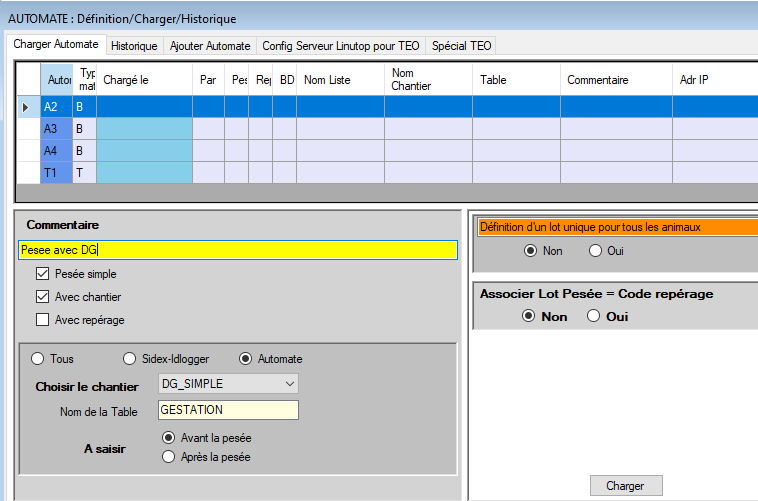 AUTOMATE : Définition/Charger/Historique
Charger Automate Historique Ajouter Automate Config Serveur Linutop pour TEO Spécial TEO
Autor Typ mat Chargé le Par Pes Rep BD Nom Liste Nom Chantier Table Commentaire Adr IP
A2 B
A3 B
A4 B
T1 T
Commentaire
Pesee avec DG
Pesée simple
Avec chantier
Avec repérage
Tous Sidex-Idlogger Automate
Choisir le chantier DG_SIMPLE
Nom de la Table GESTATION
A saisir
Avant la pesée
Après la pesée
Définition d'un lot unique pour tous les animaux
Non Oui
Associer Lot Pesée = Code repérage
Non Oui
Charger